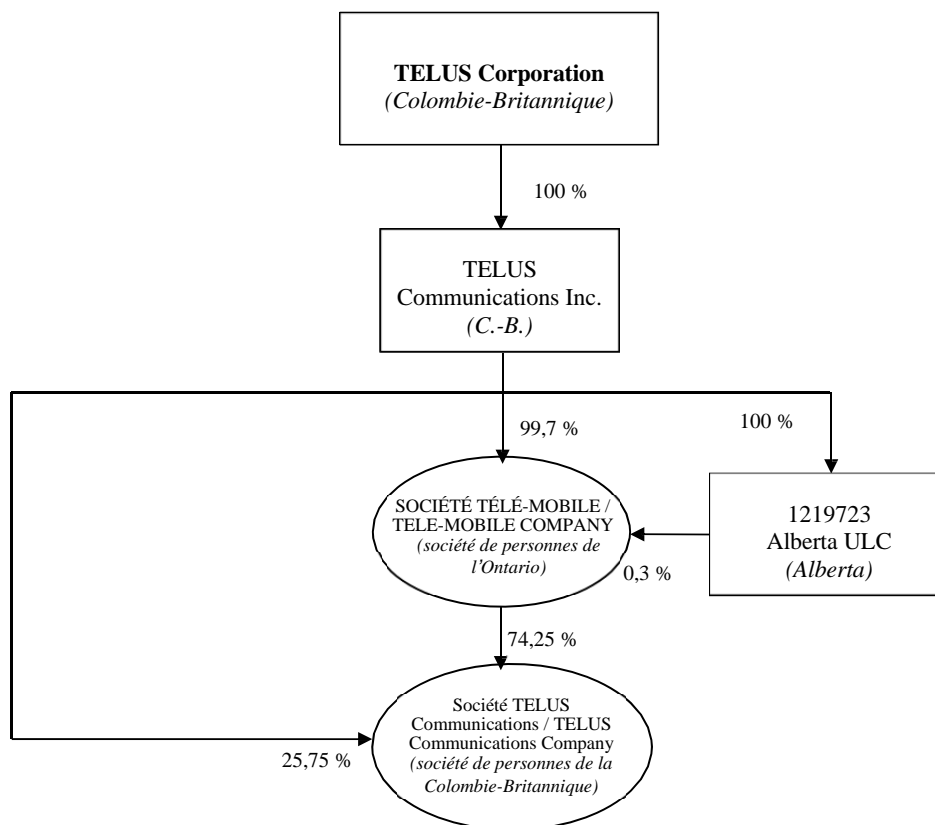 TELUS Corporation
(Colombie-Britannique)
100 %
TELUS
Communications Inc.
(C.-B.)
99,7 %
100 %
SOCIÉTÉ TÉLÉ-MOBILE /
TELE-MOBILE COMPANY
(société de personnes de
l'Ontario)
1219723
Alberta ULC
(Alberta)
0,3 %
74,25 %
Société TELUS
Communications / TELUS
Communications Company
(société de personnes de la
Colombie-Britannique)
25,75 %